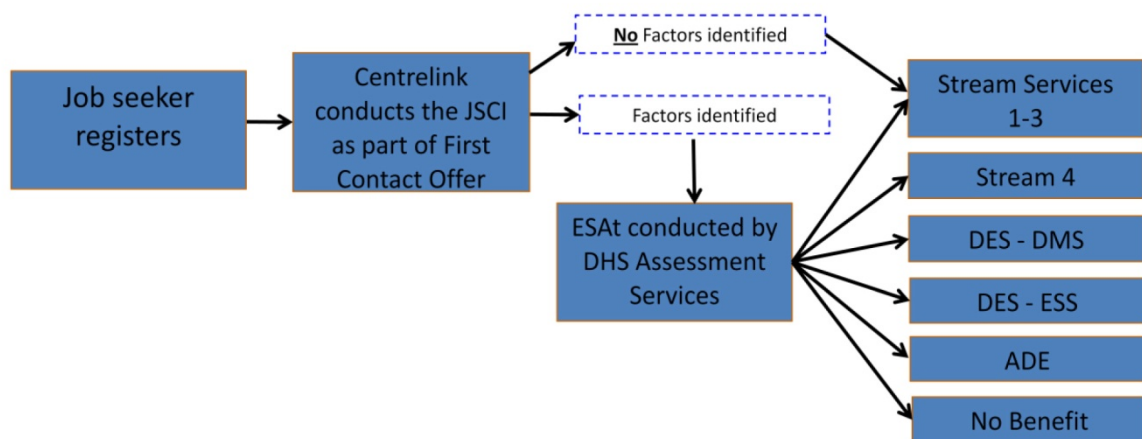 Job seeker
registers
Centrelink
conducts the JSCI
as part of First
Contact Offer
No Factors identified
Factors identified
ESAt conducted by
DHS Assessment
Services
Stream Services
1-3
Stream 4
DES - DMS
DES - ESS
ADE
No Benefit